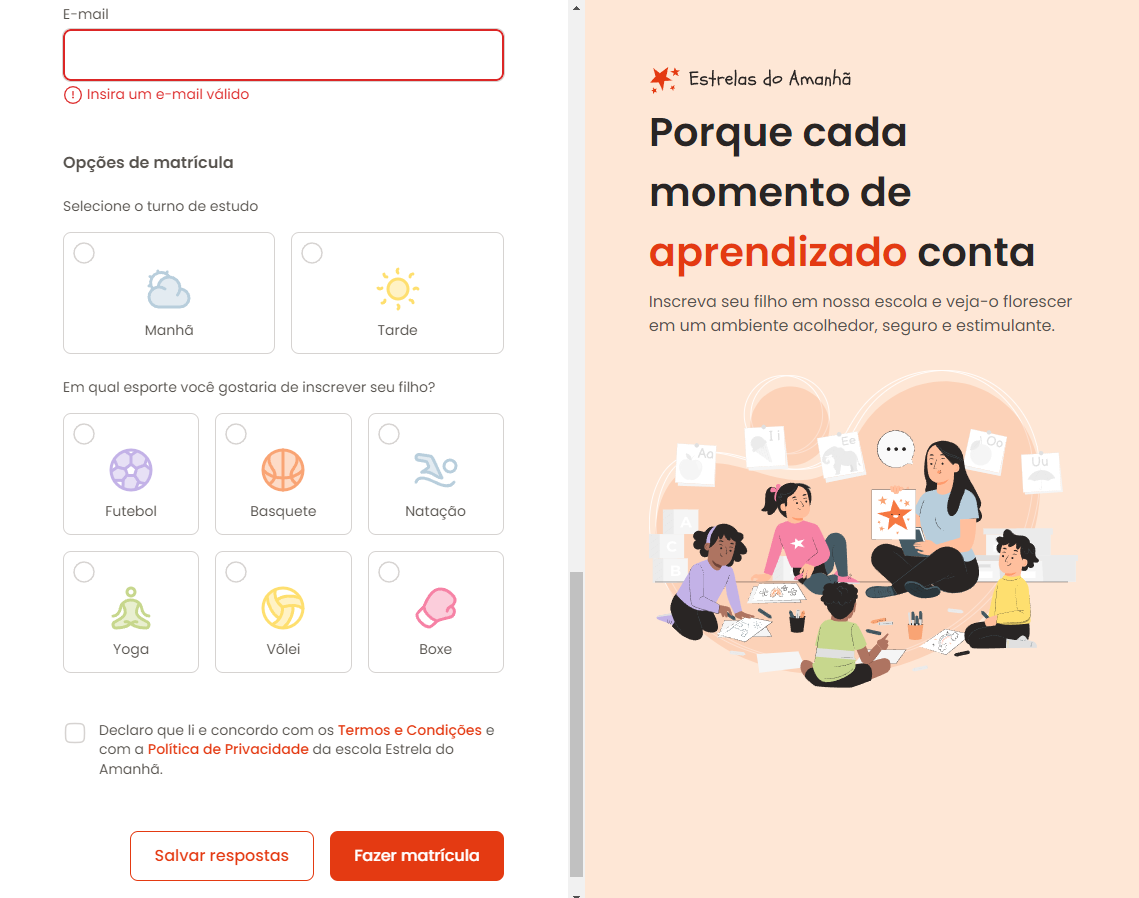 E-mail
Insira um e-mail válido
Opções de matrícula
Selecione o turno de estudo
Manhã
Tarde
Em qual esporte você gostaria de inscrever seu filho?
Futebol
Basquete
Natação
Yoga
Vôlei
Boxe
Declaro que li e concordo com os Termos e Condições e
com a Política de Privacidade da escola Estrela do
Amanhã.
Salvar respostas
Fazer matrícula
Estrelas do Amanhã
Porque cada
momento de
aprendizado conta
Inscreva seu filho em nossa escola e veja-o florescer
em um ambiente acolhedor, seguro e estimulante.
Aa
Ii
Ee
Oo
Uu
A
C
B